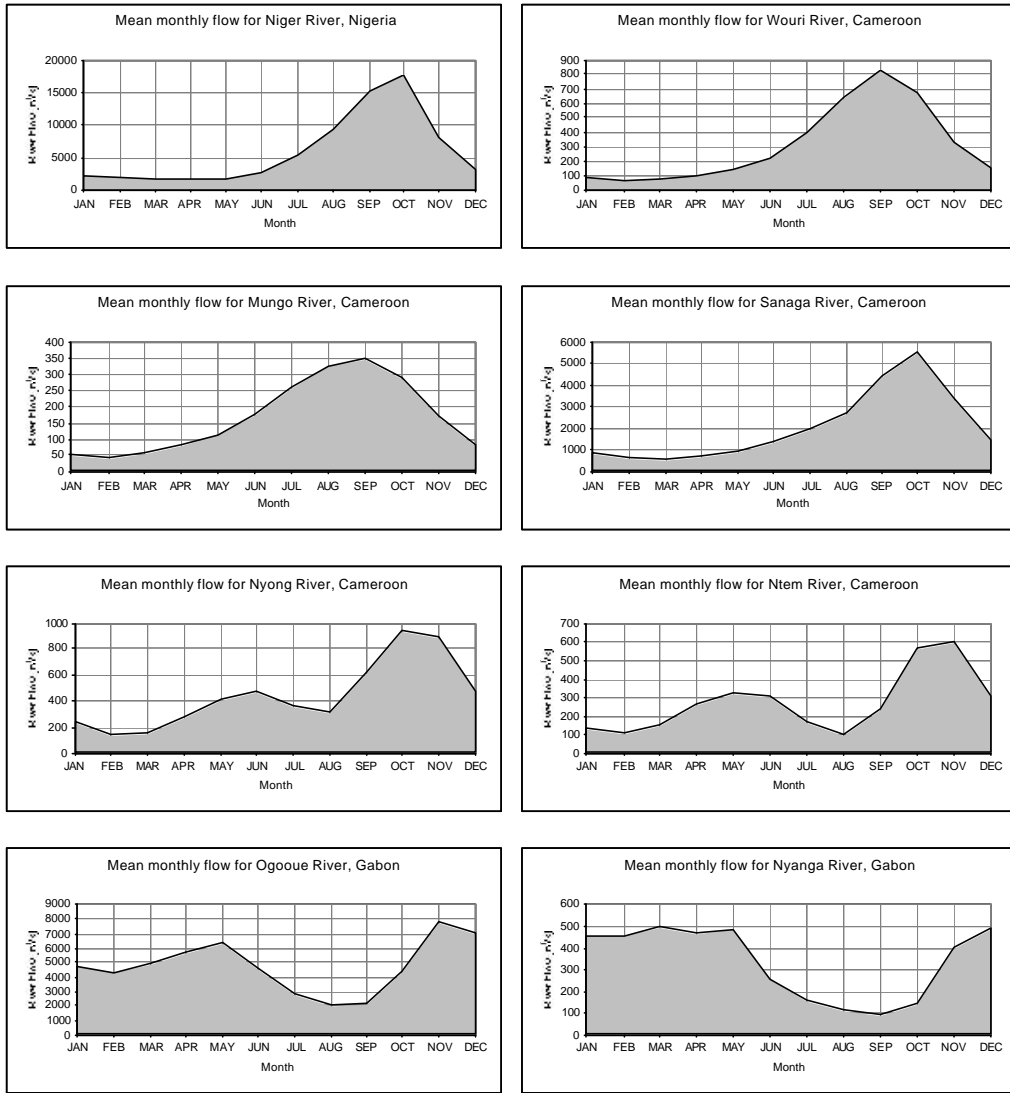 Mean monthly flow for Niger River, Nigeria
20000
15000
10000
5000
0
JAN FEB MAR APR MAY JUN JUL AUG SEP OCT NOV DEC
Month
Mean monthly flow for Wouri River, Cameroon
900
800
700
600
500
400
300
200
100
0
JAN FEB MAR APR MAY JUN JUL AUG SEP OCT NOV DEC
Month
Mean monthly flow for Mungo River, Cameroon
400
350
300
250
200
150
100
50
0
JAN FEB MAR APR MAY JUN JUL AUG SEP OCT NOV DEC
Month
Mean monthly flow for Sanaga River, Cameroon
6000
5000
4000
3000
2000
1000
0
JAN FEB MAR APR MAY JUN JUL AUG SEP OCT NOV DEC
Month
Mean monthly flow for Nyong River, Cameroon
1000
800
600
400
200
0
JAN FEB MAR APR MAY JUN JUL AUG SEP OCT NOV DEC
Month
Mean monthly flow for Ntem River, Cameroon
700
600
500
400
300
200
100
0
JAN FEB MAR APR MAY JUN JUL AUG SEP OCT NOV DEC
Month
Mean monthly flow for Ogooue River, Gabon
9000
8000
7000
6000
5000
4000
3000
2000
1000
0
JAN FEB MAR APR MAY JUN JUL AUG SEP OCT NOV DEC
Month
Mean monthly flow for Nyanga River, Gabon
600
500
400
300
200
100
0
JAN FEB MAR APR MAY JUN JUL AUG SEP OCT NOV DEC
Month